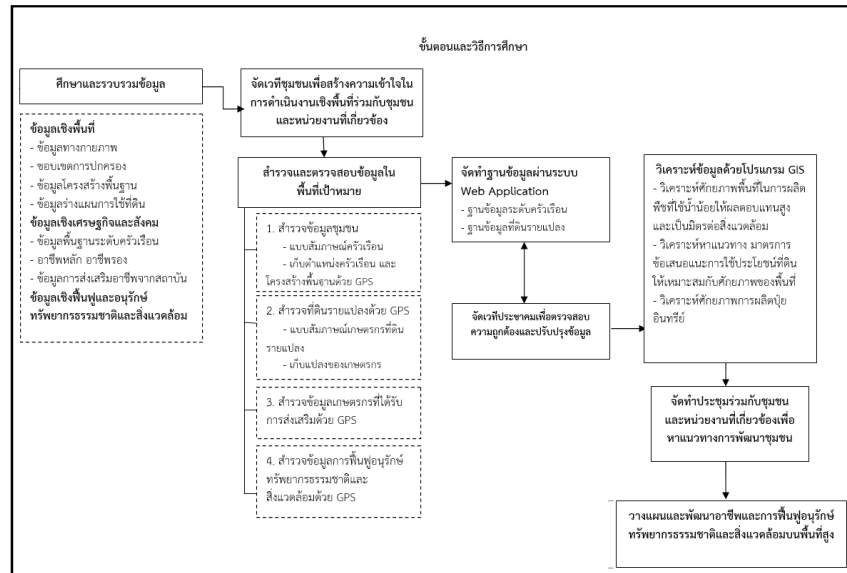 ขั้นตอนและวิธีการศึกษา
ศึกษาและรวบรวมข้อมูล
ข้อมูลเชิงพื้นที่
- ข้อมูลทางกายภาพ
- ขอบเขตการปกครอง
- ข้อมูลโครงสร้างพื้นฐาน
- ข้อมูลร่างแผนการใช้ที่ดิน
ข้อมูลเชิงเศรษฐกิจและสังคม
- ข้อมูลพื้นฐานระดับครัวเรือน
- อาชีพหลัก อาชีพรอง
- ข้อมูลการส่งเสริมอาชีพจากสถาบัน
ข้อมูลเชิงฟื้นฟูและอนุรักษ์
ทรัพยากรธรรมชาติและสิ่งแวดล้อม
จัดเวทีชุมชนเพื่อสร้างความเข้าใจใน
การดำเนินงานเชิงพื้นที่ร่วมกับชุมชน
และหน่วยงานที่เกี่ยวข้อง
สำรวจและตรวจสอบข้อมูลใน
พื้นที่เป้าหมาย
1. สำรวจข้อมูลชุมชน
- แบบสัมภาษณ์ครัวเรือน
- เก็บตำแหน่งครัวเรือน และ
โครงสร้างพื้นฐานด้วย GPS
2. สำรวจที่ดินรายแปลงด้วย GPS
- แบบสัมภาษณ์เกษตรกรที่ดิน
รายแปลง
- เก็บแปลงของเกษตรกร
3. สำรวจข้อมูลเกษตรกรที่ได้รับ
การส่งเสริมด้วย GPS
4. สำรวจข้อมูลการฟื้นฟูอนุรักษ์
ทรัพยากรธรรมชาติและ
สิ่งแวดล้อมด้วย GPS
จัดทำฐานข้อมูลผ่านระบบ
Web Application
- ฐานข้อมูลระดับครัวเรือน
- ฐานข้อมูลที่ดินรายแปลง
จัดเวทีประชาคมเพื่อตรวจสอบ
ความถูกต้องและปรับปรุงข้อมูล
วิเคราะห์ข้อมูลด้วยโปรแกรม GIS
- วิเคราะห์ศักยภาพพื้นที่ในการผลิต
พืชที่ใช้น้ำน้อยให้ผลตอบแทนสูง
และเป็นมิตรต่อสิ่งแวดล้อม
- วิเคราะห์หาแนวทาง มาตรการ
ข้อเสนอแนะการใช้ประโยชน์ที่ดิน
ให้เหมาะสมกับศักยภาพของพื้นที่
- วิเคราะห์ศักยภาพการผลิตปุ๋ย
อินทรีย์
จัดทำประชุมร่วมกับชุมชน
และหน่วยงานที่เกี่ยวข้องเพื่อ
หาแนวทางการพัฒนาชุมชน
วางแผนและพัฒนาอาชีพและการฟื้นฟูอนุรักษ์
ทรัพยากรธรรมชาติและสิ่งแวดล้อมบนพื้นที่สูง